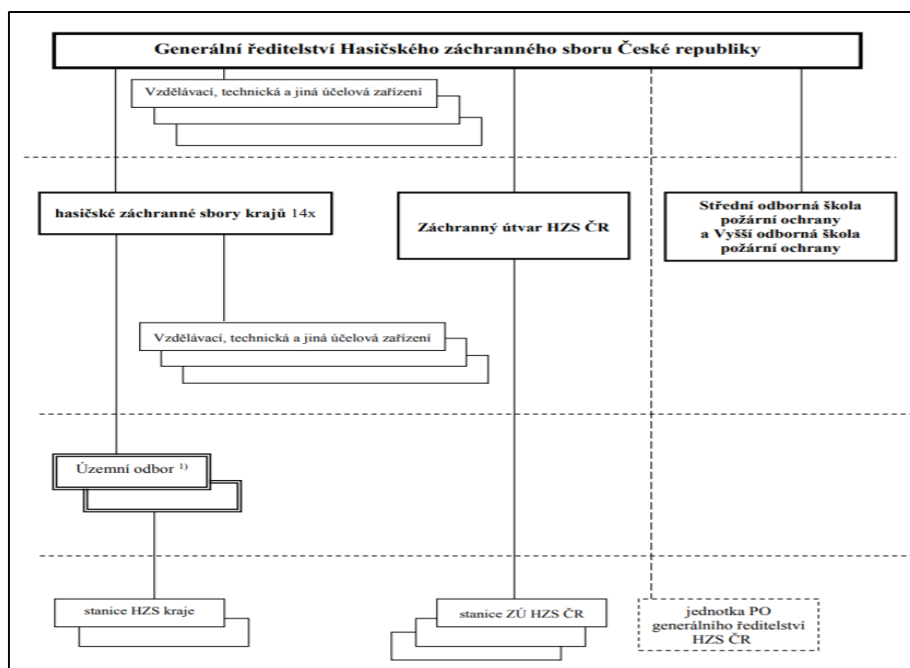 Generální ředitelství Hasičského záchranného sboru České republiky
Vzdělávací, technická a jiná účelová zařízení
hasičské záchranné sbory krajů 14x
Záchranný útvar HZS ČR
Střední odborná škola
požární ochrany
a Vyšší odborná škola
požární ochrany
Vzdělávací, technická a jiná účelová zařízení
Územní odbor ¹⁾
stanice HZS kraje
stanice ZÚ HZS ČR
jednotka PO
generálního ředitelství
HZS ČR